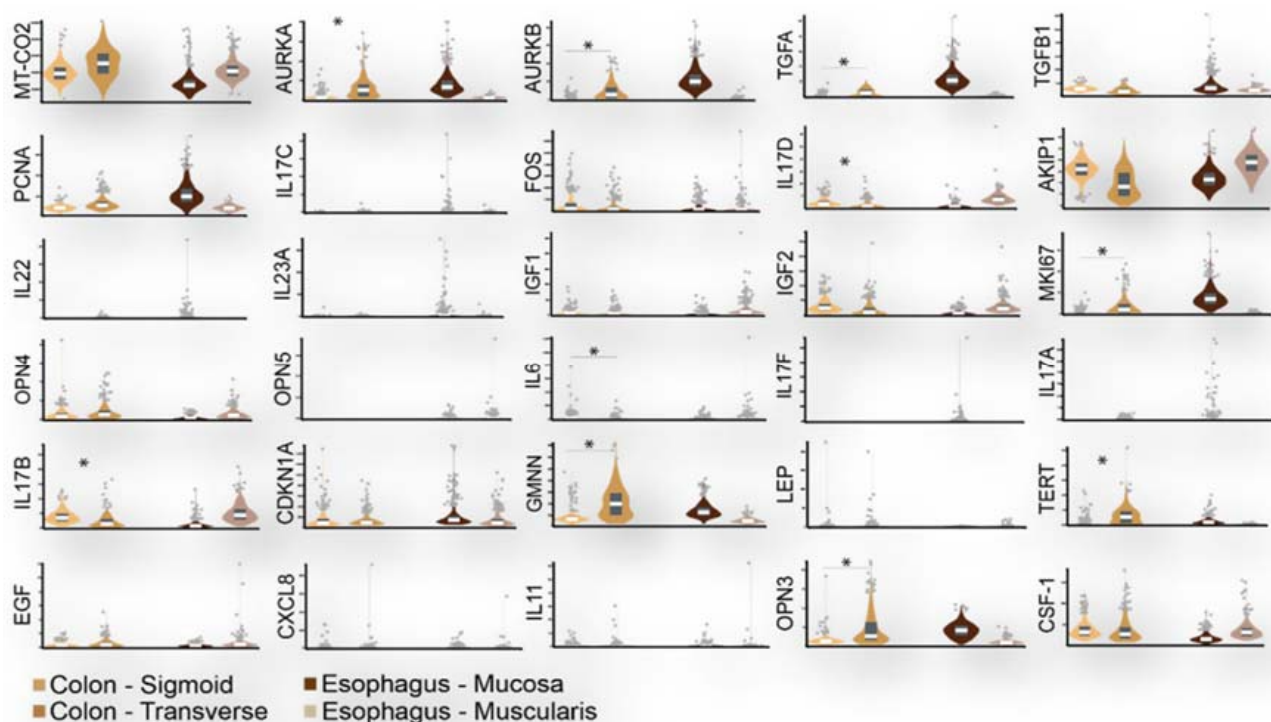 MT-CO2
*
AURKA
*
AURKB
*
TGFA
TGFB1
PCNA
IL17C
FOS
*
IL17D
AKIP1
IL22
IL23A
IGF1
IGF2
*
MKI67
OPN4
OPN5
*
IL6
IL17F
IL17A
*
IL17B
CDKN1A
*
GMNN
LEP
*
TERT
EGF
CXCL8
IL11
*
OPN3
CSF-1
Colon - Sigmoid
Esophagus - Mucosa
Colon - Transverse
Esophagus - Muscularis